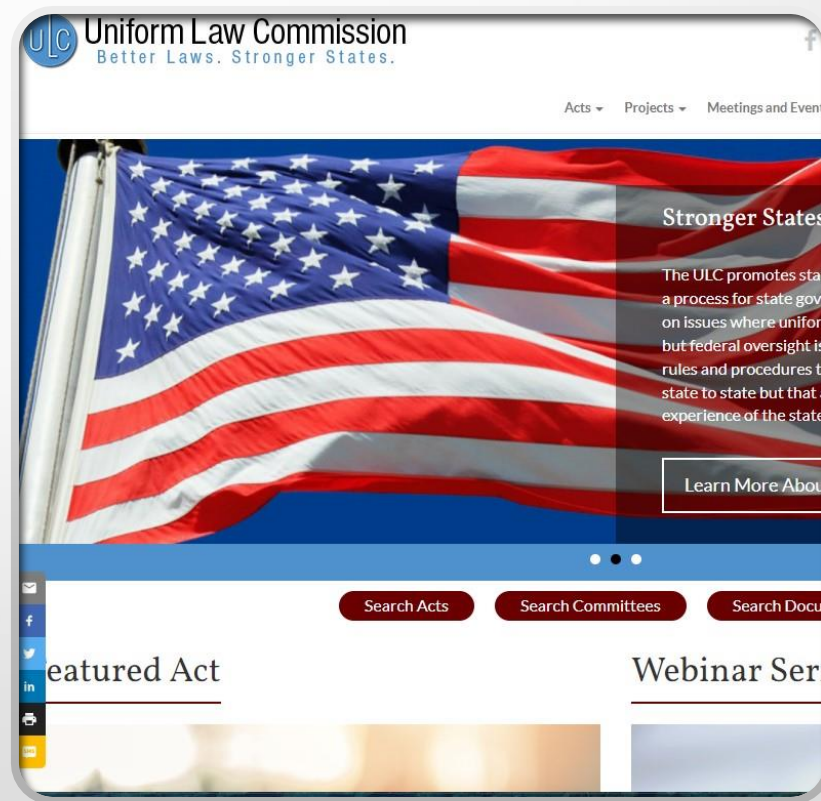 ULC Uniform Law Commission
Better Laws. Stronger States.
f
Acts Projects Meetings and Event
Stronger States
The ULC promotes sta
a process for state gov
on issues where unifor
but federal oversight is
rules and procedures t
state to state but that a
experience of the state
Learn More Abou
Search Acts Search Committees Search Docu
f
in
eatured Act Webinar Ser